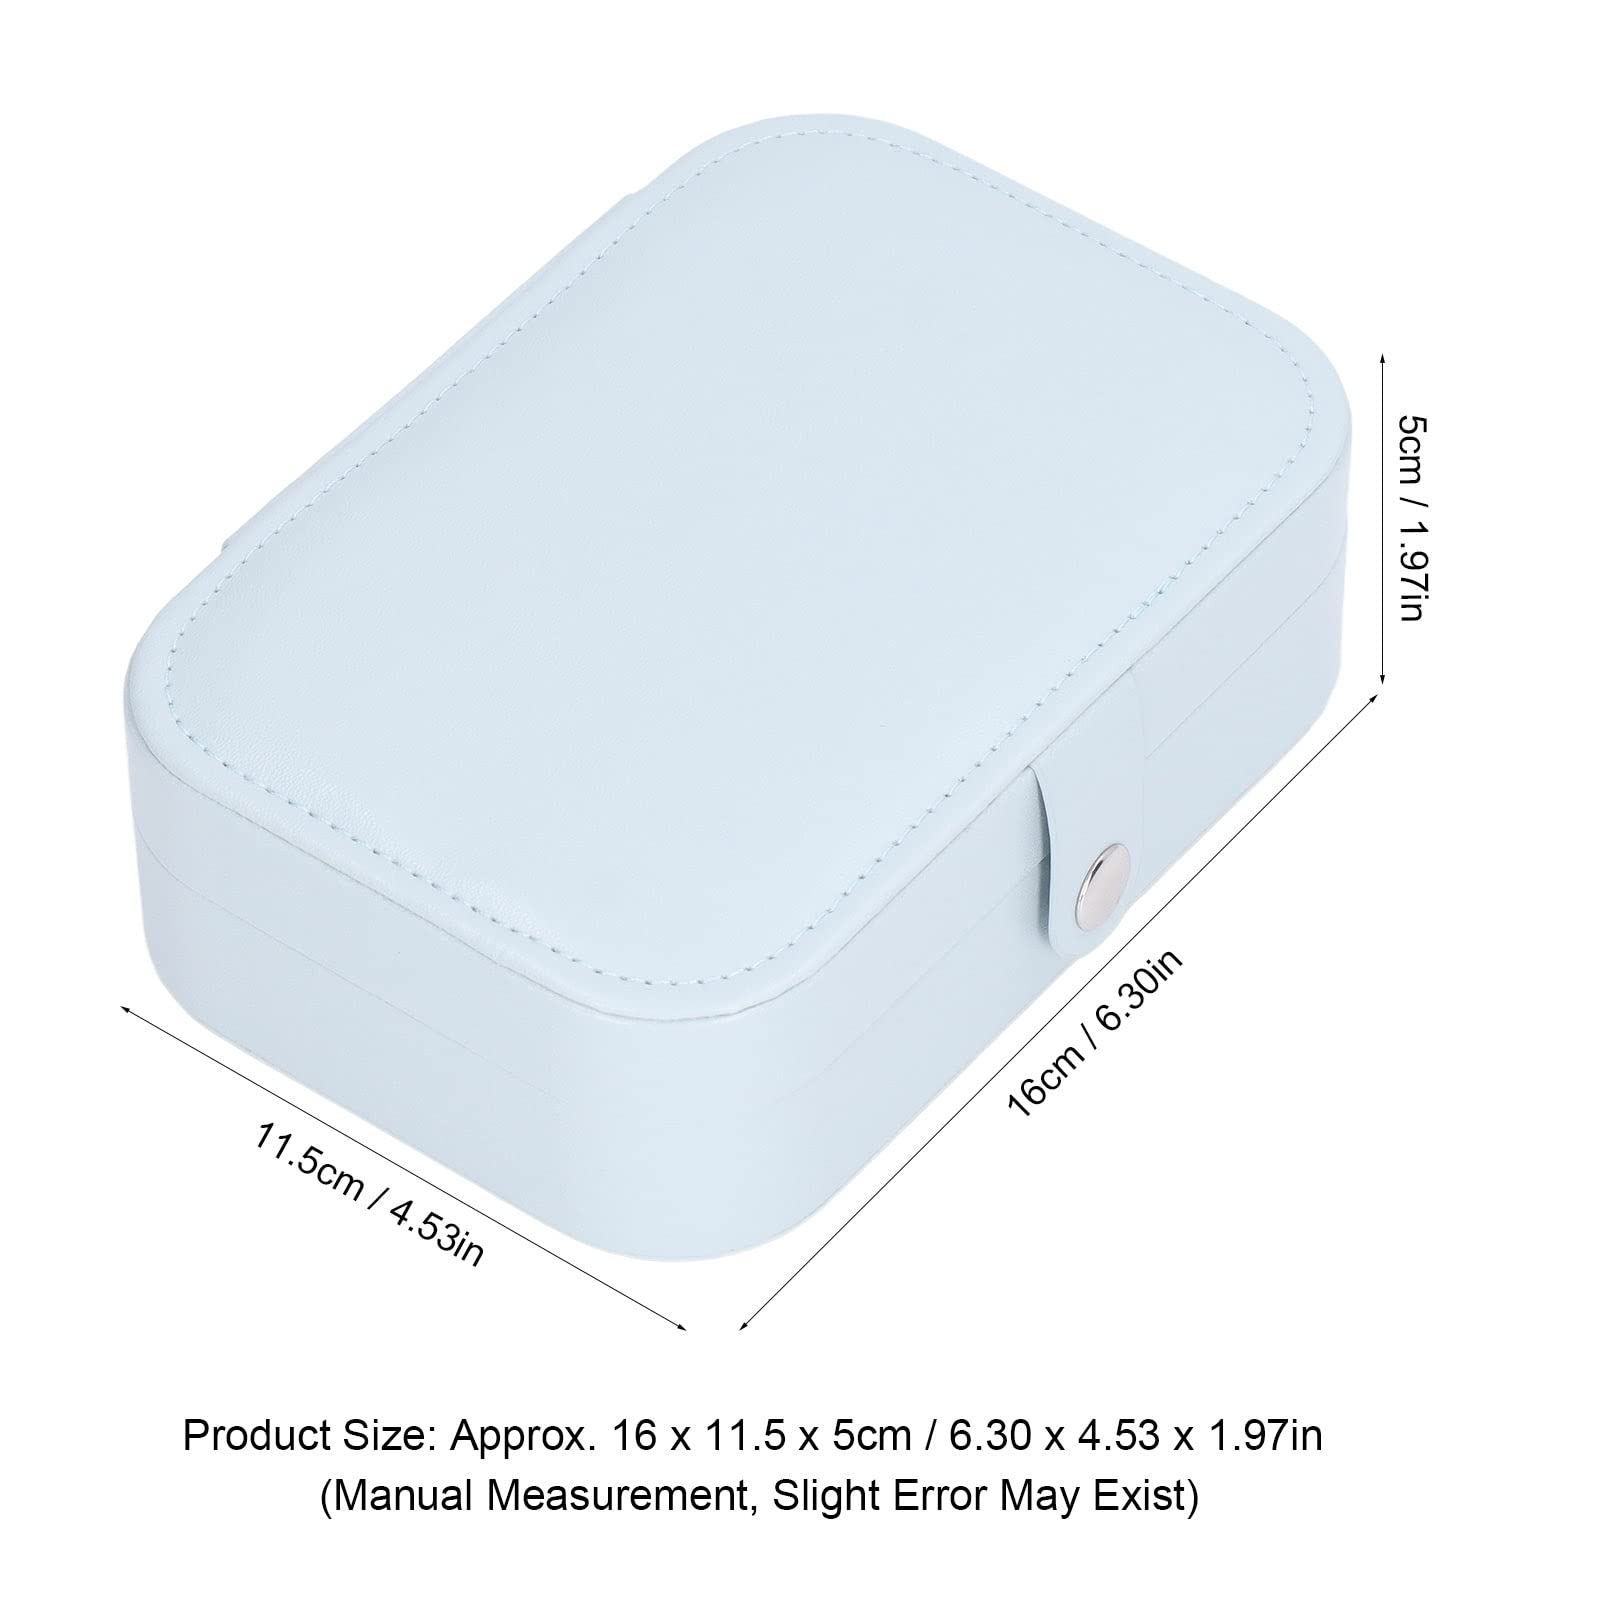 5cm / 1.97in
16cm / 6.30in
11.5cm / 4.53in
Product Size: Approx. 16 x 11.5 x 5cm / 6.30 x 4.53 x 1.97in
(Manual Measurement, Slight Error May Exist)